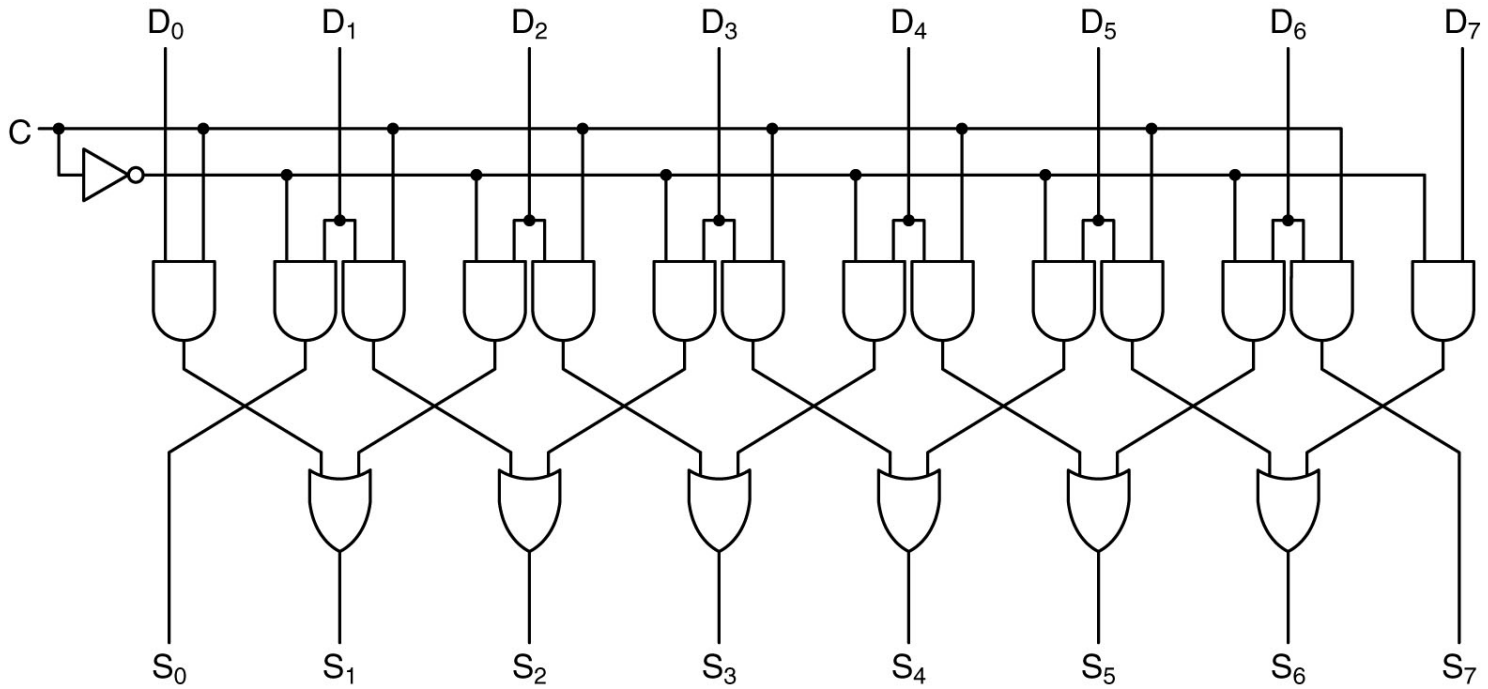 D₀ D₁ D₂ D₃ D₄ D₅ D₆ D₇
C
S₀ S₁ S₂ S₃ S₄ S₅ S₆ S₇